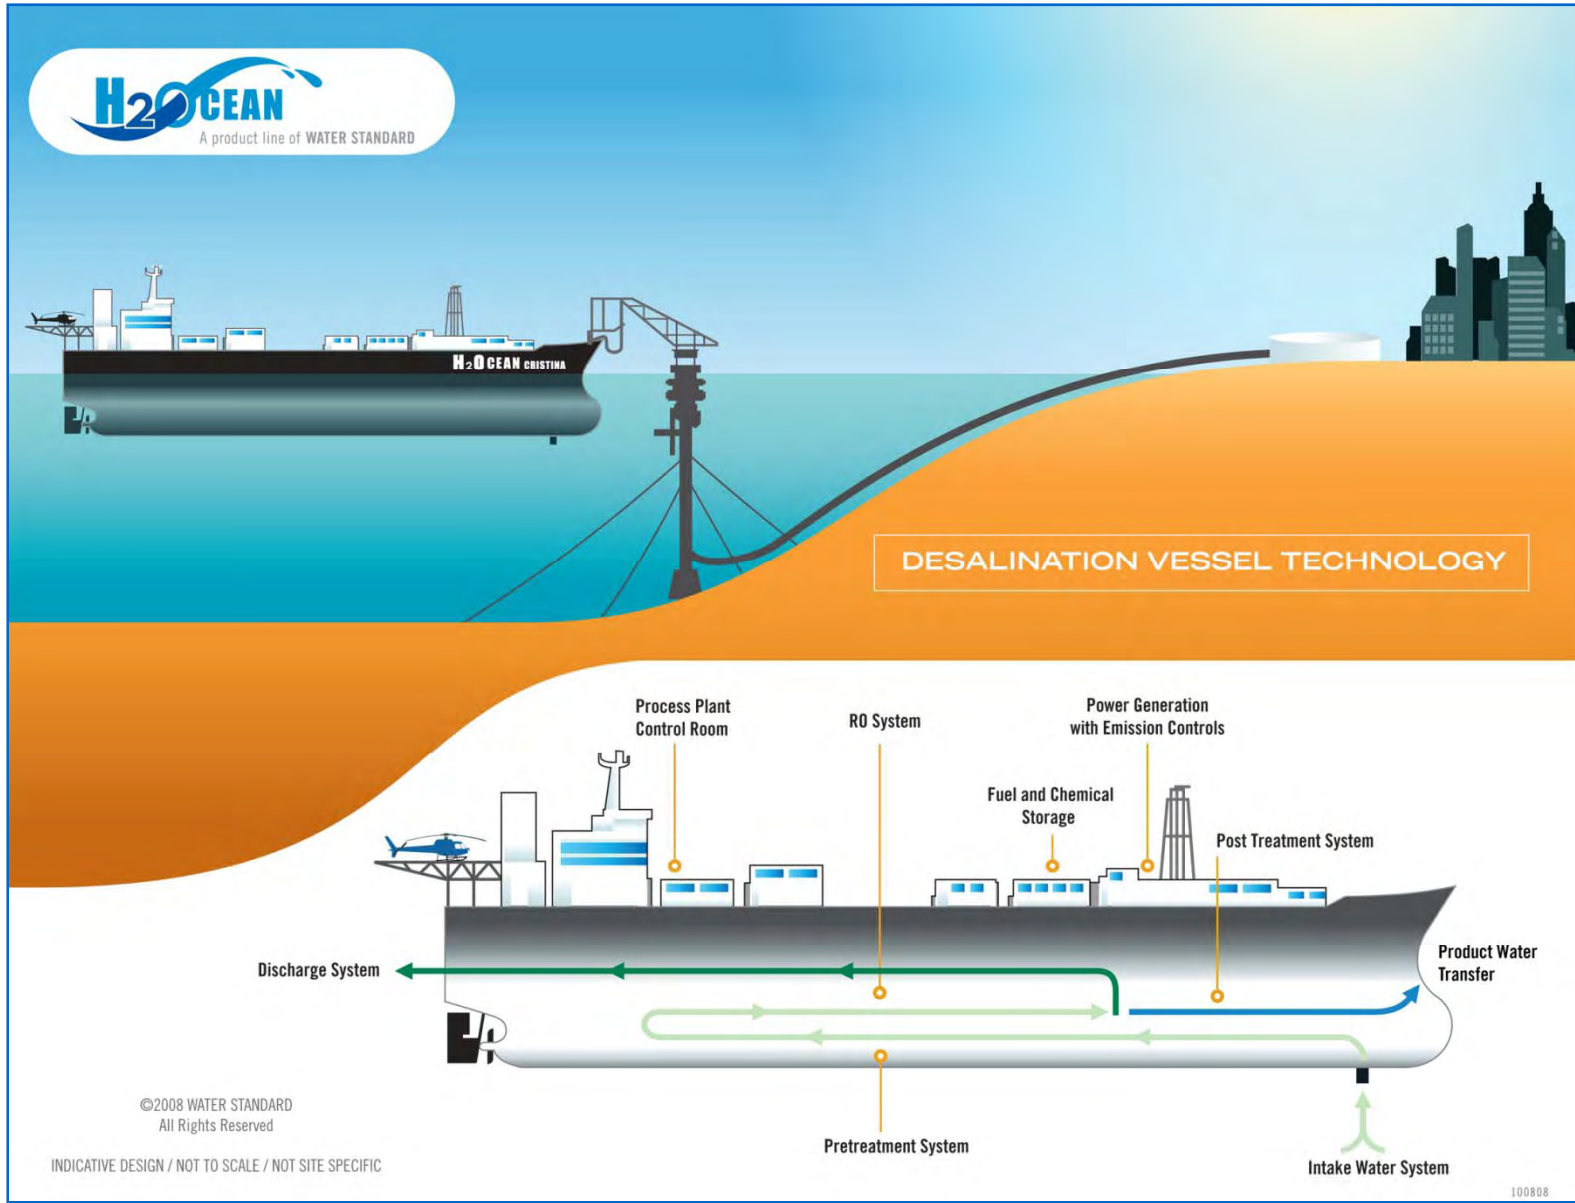 H2OCEAN
A product line of WATER STANDARD
H2OCEAN CRISTINA
DESALINATION VESSEL TECHNOLOGY
Process Plant
Control Room
RO System
Power Generation
with Emission Controls
Fuel and Chemical
Storage
Post Treatment System
Discharge System
Product Water
Transfer
Pretreatment System
Intake Water System
©2008 WATER STANDARD
All Rights Reserved
INDICATIVE DESIGN / NOT TO SCALE / NOT SITE SPECIFIC
100808